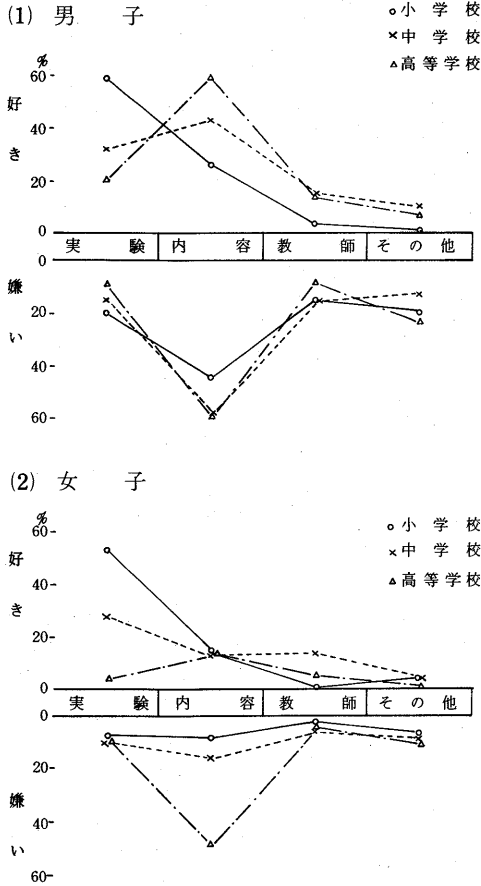 (1) 男 子
○小 学 校
×中 学 校
△高 等 学 校
%
60
好
40
き
20
0
実 験 内 容 教 師 そ の 他
0
嫌
20
い
40
60
(2) 女 子
○小 学 校
×中 学 校
△高 等 学 校
%
60
好
40
き
20
0
実 験 内 容 教 師 そ の 他
0
20
嫌
40
い
60